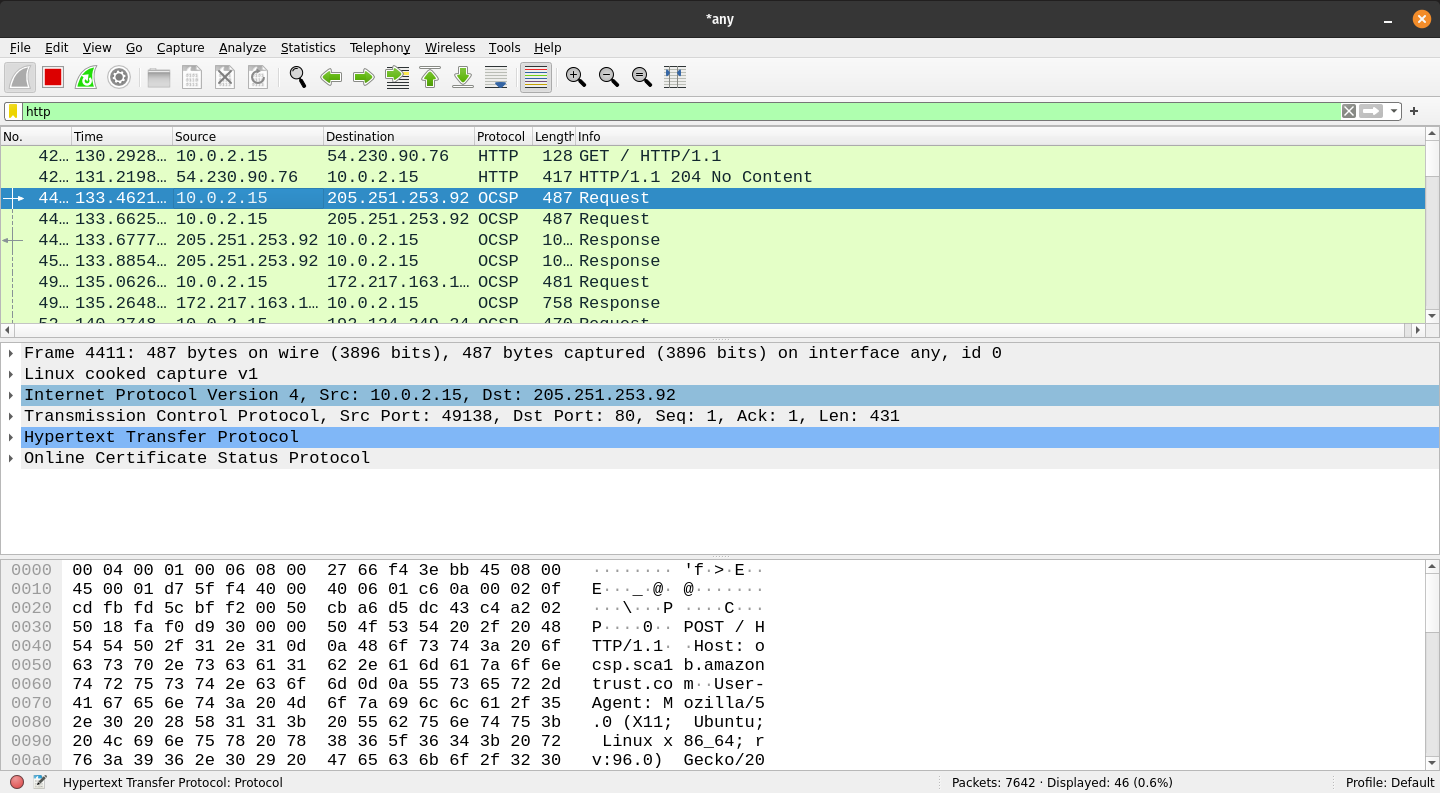 *any
File Edit View Go Capture Analyze Statistics Telephony Wireless Tools Help
http
No. Time Source Destination Protocol Length Info
42… 130.2928… 10.0.2.15 54.230.90.76 HTTP 128 GET / HTTP/1.1
42… 131.2198… 54.230.90.76 10.0.2.15 HTTP 417 HTTP/1.1 204 No Content
44… 133.4621… 10.0.2.15 205.251.253.92 OCSP 487 Request
44… 133.6625… 10.0.2.15 205.251.253.92 OCSP 487 Request
44… 133.6777… 205.251.253.92 10.0.2.15 OCSP 10… Response
45… 133.8854… 205.251.253.92 10.0.2.15 OCSP 10… Response
49… 135.0626… 10.0.2.15 172.217.163.1… OCSP 481 Request
49… 135.2648… 172.217.163.1… 10.0.2.15 OCSP 758 Response
Frame 4411: 487 bytes on wire (3896 bits), 487 bytes captured (3896 bits) on interface any, id 0
Linux cooked capture v1
Internet Protocol Version 4, Src: 10.0.2.15, Dst: 205.251.253.92
Transmission Control Protocol, Src Port: 49138, Dst Port: 80, Seq: 1, Ack: 1, Len: 431
Hypertext Transfer Protocol
Online Certificate Status Protocol
0000 00 04 00 01 00 06 08 00 27 66 f4 3e bb 45 08 00 ········ 'f·>·E··
0010 45 00 01 d7 5f f4 40 00 40 06 01 c6 0a 00 02 0f E···_·@· @·······
0020 cd fb fd 5c bf f2 00 50 cb a6 d5 dc 43 c4 a2 02 ···\···P ····C···
0030 50 18 fa f0 d9 30 00 00 50 4f 53 54 20 2f 20 48 P····0·· POST / H
0040 54 54 50 2f 31 2e 31 0d 0a 48 6f 73 74 3a 20 6f TTP/1.1· ·Host: o
0050 63 73 70 2e 73 63 61 31 62 2e 61 6d 61 7a 6f 6e csp.sca1 b.amazon
0060 74 72 75 73 74 2e 63 6f 6d 0d 0a 55 73 65 72 2d trust.co m··User-
0070 41 67 65 6e 74 3a 20 4d 6f 7a 69 6c 6c 61 2f 35 Agent: M ozilla/5
0080 2e 30 20 28 58 31 31 3b 20 55 62 75 6e 74 75 3b .0 (X11; Ubuntu;
0090 20 4c 69 6e 75 78 20 78 38 36 5f 36 34 3b 20 72 Linux x 86_64; r
00a0 76 3a 39 36 2e 30 29 20 47 65 63 6b 6f 2f 32 30 v:96.0) Gecko/20
Hypertext Transfer Protocol: Protocol Packets: 7642 · Displayed: 46 (0.6%) Profile: Default